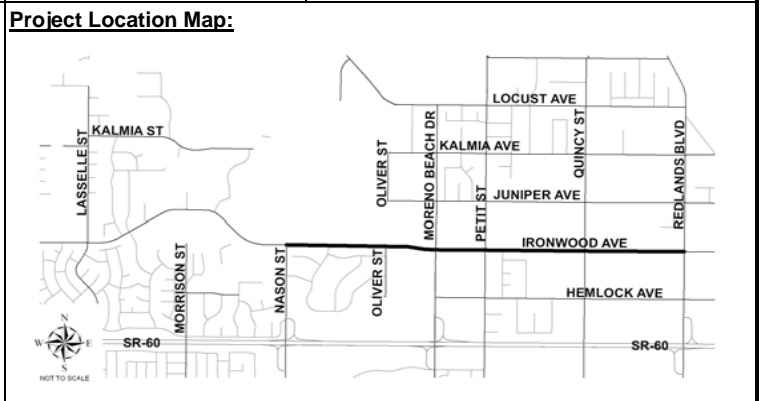 Project Location Map:
LOCUST AVE
KALMIA ST
KALMIA AVE
LASSELLE ST
OLIVER ST
MORENO BEACH DR
PETIT ST
QUINCY ST
REDLANDS BLVD
JUNIPER AVE
IRONWOOD AVE
MORRISON ST
NASON ST
OLIVER ST
HEMLOCK AVE
N
W E
S
SR-60
SR-60
NOT TO SCALE